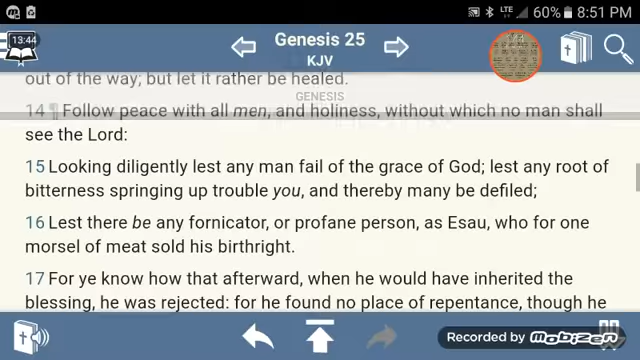 LTE 60% 8:51 PM
13:44
Genesis 25
KJV
out of the way; but let it rather be healed.
GENESIS
14 ¶ Follow peace with all men, and holiness, without which no man shall
see the Lord:
15 Looking diligently lest any man fail of the grace of God; lest any root of
bitterness springing up trouble you, and thereby many be defiled;
16 Lest there be any fornicator, or profane person, as Esau, who for one
morsel of meat sold his birthright.
17 For ye know how that afterward, when he would have inherited the
blessing, he was rejected: for he found no place of repentance, though he
Recorded by
Mobizen